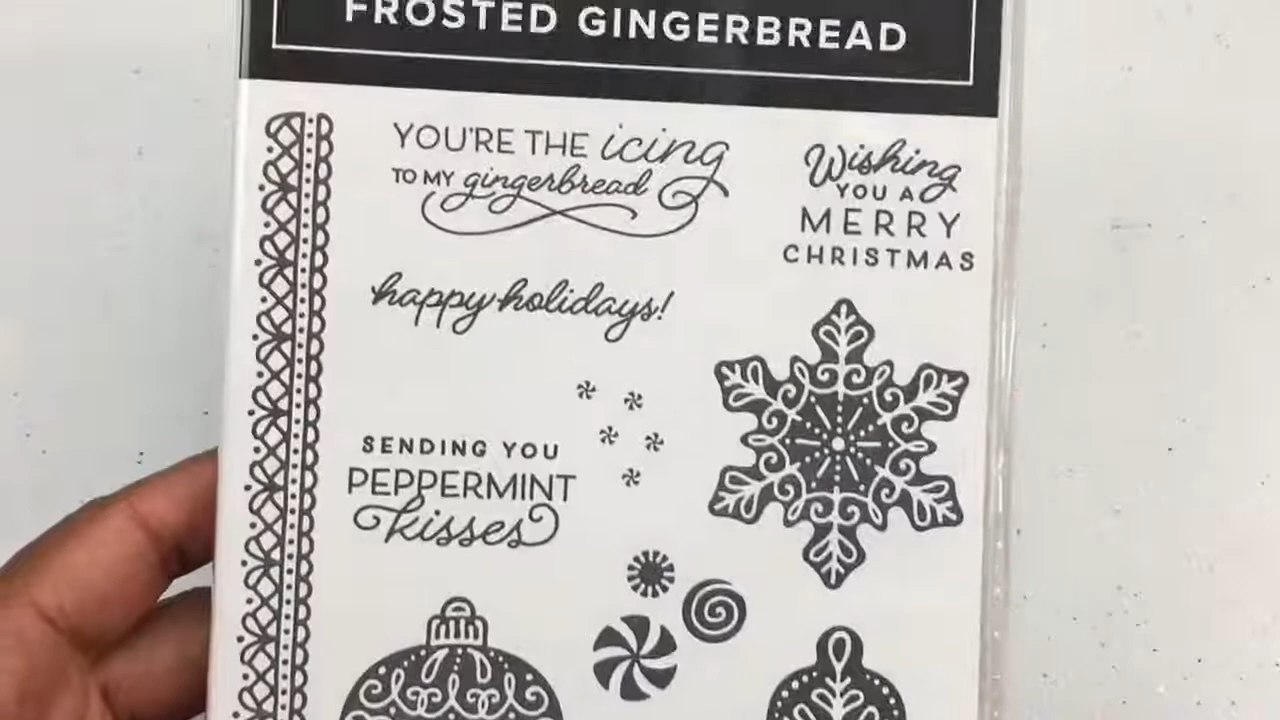 FROSTED GINGERBREAD
YOU'RE THE icing
TO MY gingerbread
Wishing
YOU A
MERRY
CHRISTMAS
happy holidays!
SENDING YOU
PEPPERMINT
kisses